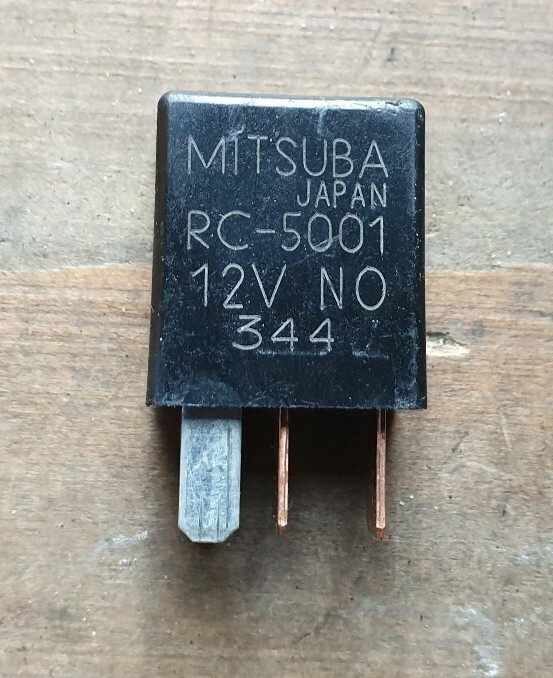 MITSUBA
JAPAN
RC-5001
12V NO
344